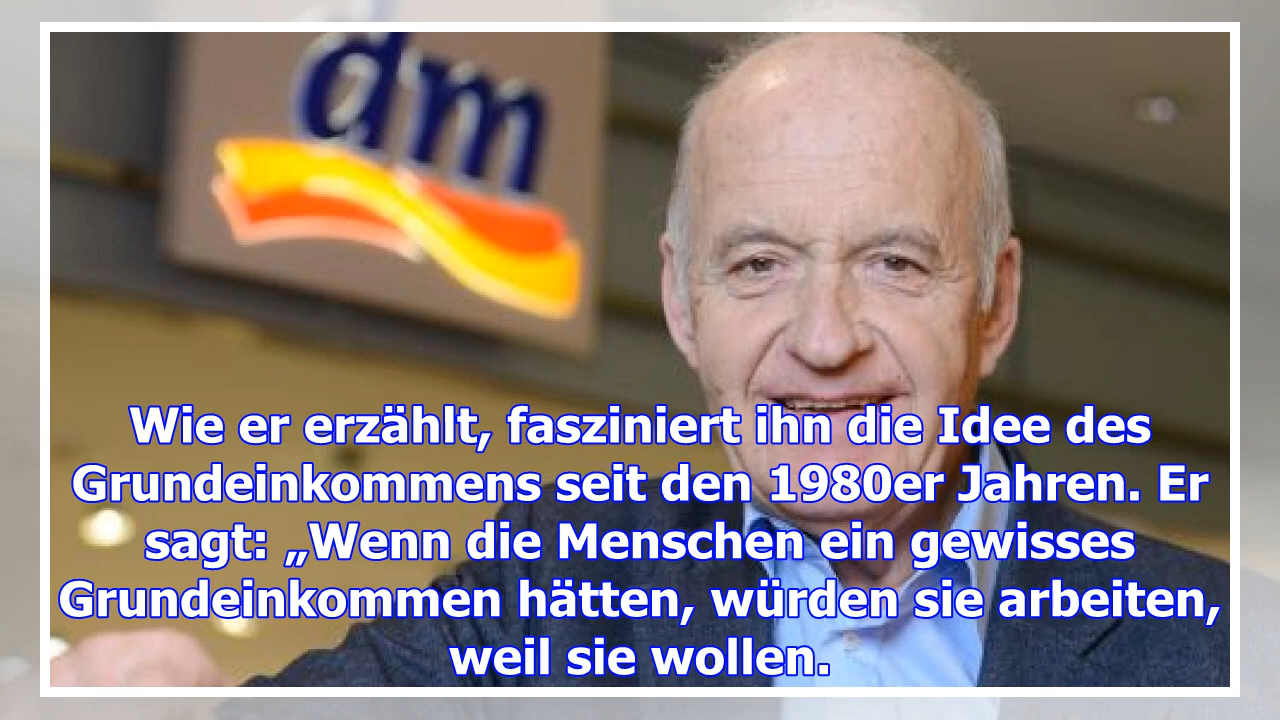 dm
Wie er erzählt, fasziniert ihn die Idee des
Grundeinkommens seit den 1980er Jahren. Er
sagt: „Wenn die Menschen ein gewisses
Grundeinkommen hätten, würden sie arbeiten,
weil sie wollen.